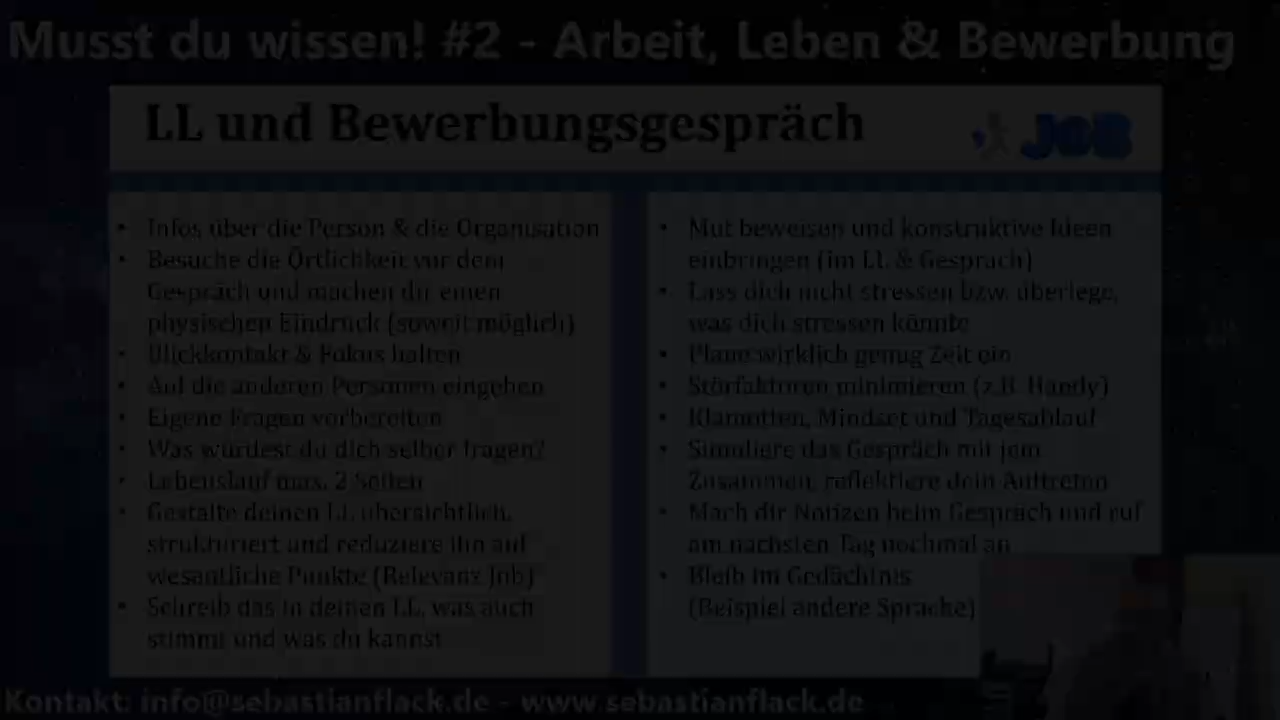 Musst du wissen! #2 - Arbeit, Leben & Bewerbung
LL und Bewerbungsgespräch
JOB
• Infos über die Person & die Organisation
• Besuche die Örtlichkeit vor dem
Gespräch und machen dir einen
physischen Eindruck (soweit möglich)
• Blickkontakt & Fokus halten
• Auf die anderen Personen eingehen
• Eigene Fragen vorbereiten
• Was würdest du dich selber fragen?
• Lebenslauf max. 2 Seiten
• Gestalte deinen LL übersichtlich,
strukturiert und reduziere ihn auf
wesentliche Punkte (Relevanz Job)
• Schreib das in deinen LL, was auch
stimmt und was du kannst
• Mut beweisen und konstruktive Ideen
einbringen (im LL & Gespräch)
• Lass dich nicht stressen bzw. überlege,
was dich stressen könnte
• Plane wirklich genug Zeit ein
• Störfaktoren minimieren (z.B. Handy)
• Klamotten, Mindset und Tagesablauf
• Simuliere das Gespräch mit jem.
Zusammen, reflektiere dein Auftreten
• Mach dir Notizen beim Gespräch und ruf
am nächsten Tag nochmal an
• Bleib im Gedächtnis
(Beispiel andere Sprache)
Kontakt: info@sebastianflack.de - www.sebastianflack.de